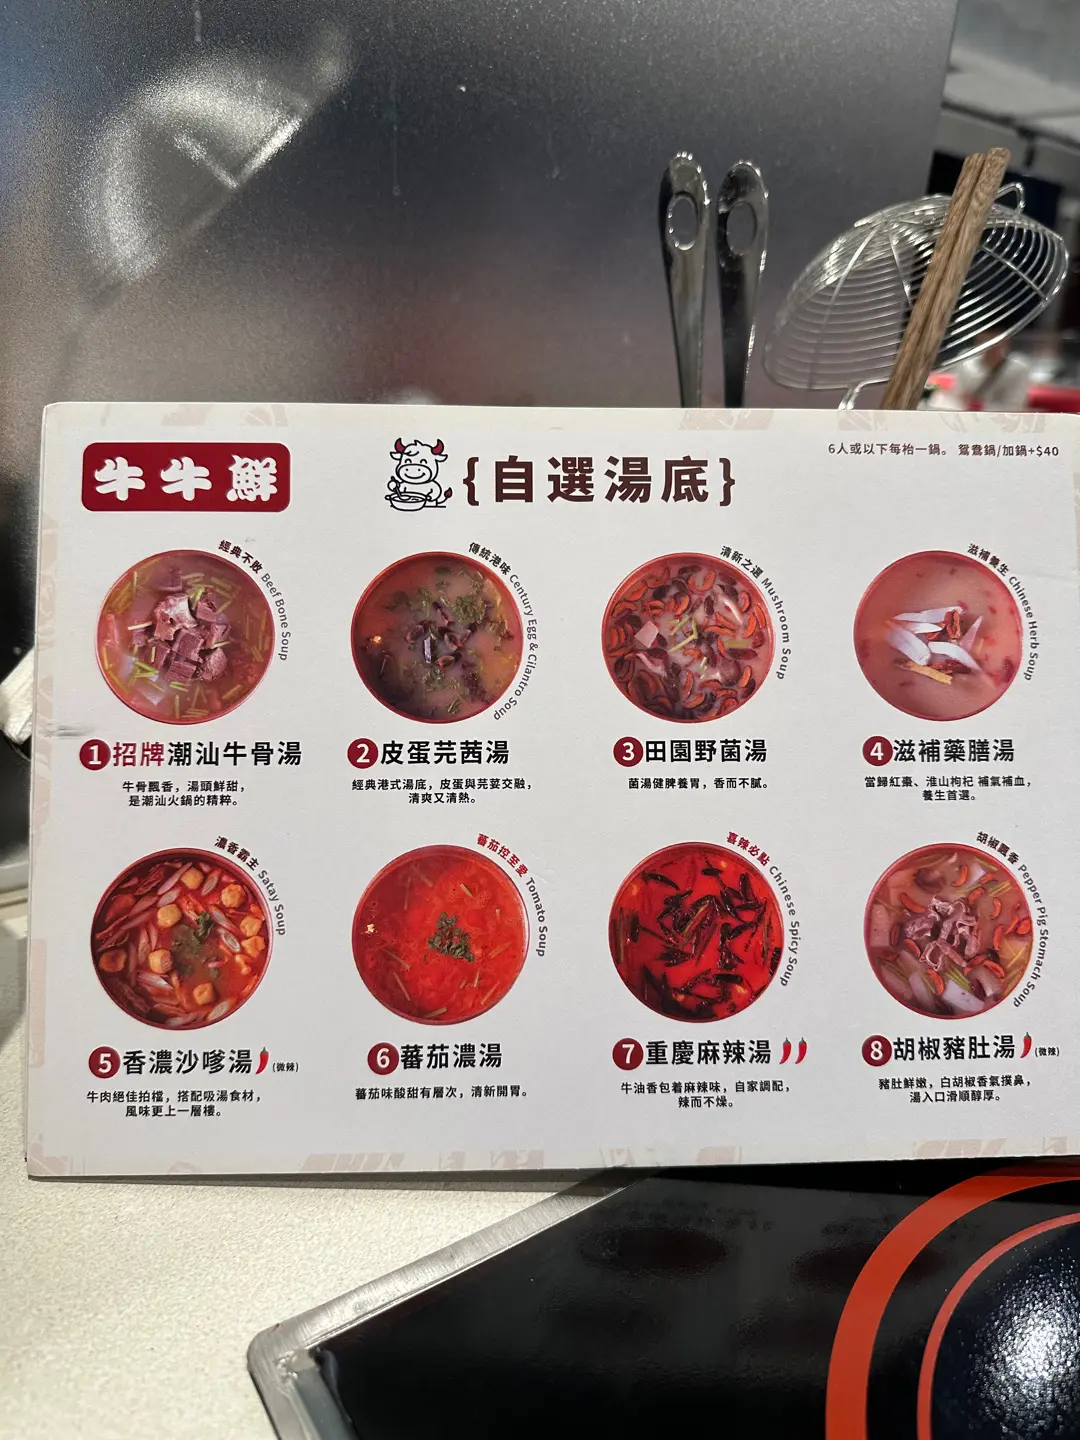 牛牛鮮
{自選湯底}
6人或以下每枱一鍋。 鴛鴦鍋/加鍋+$40
經典不敗 Beef Bone Soup
1 招牌潮汕牛骨湯
牛骨飄香,湯頭鮮甜,
是潮汕火鍋的精粹。
傳統港味 Century Egg & Cilantro Soup
2 皮蛋芫茜湯
經典港式湯底,皮蛋與芫荽交融,
清爽又清熱。
清新之選 Mushroom Soup
3 田園野菌湯
菌湯健脾養胃,香而不膩。
滋補養生 Chinese Herb Soup
4 滋補藥膳湯
當歸紅棗、淮山枸杞 補氣補血,
養生首選。
濃香霸主 Satay Soup
5 香濃沙嗲湯 (微辣)
牛肉絕佳拍檔,搭配吸湯食材,
風味更上一層樓。
蕃茄控至愛 Tomato Soup
6 蕃茄濃湯
蕃茄味酸甜有層次,清新開胃。
喜辣必點 Chinese Spicy Soup
7 重慶麻辣湯
牛油香包着麻辣味,自家調配,
辣而不燥。
胡椒飄香 Pepper Pig Stomach Soup
8 胡椒豬肚湯 (微辣)
豬肚鮮嫩,白胡椒香氣撲鼻,
湯入口滑順醇厚。